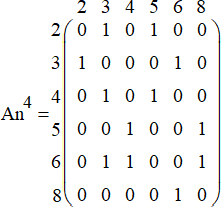 2 3 4 5 6 8
2 0 1 0 1 0 0
3 1 0 0 0 1 0
4 0 1 0 1 0 0
An⁴ =
5 0 0 1 0 0 1
6 0 1 1 0 0 1
8 0 0 0 0 1 0